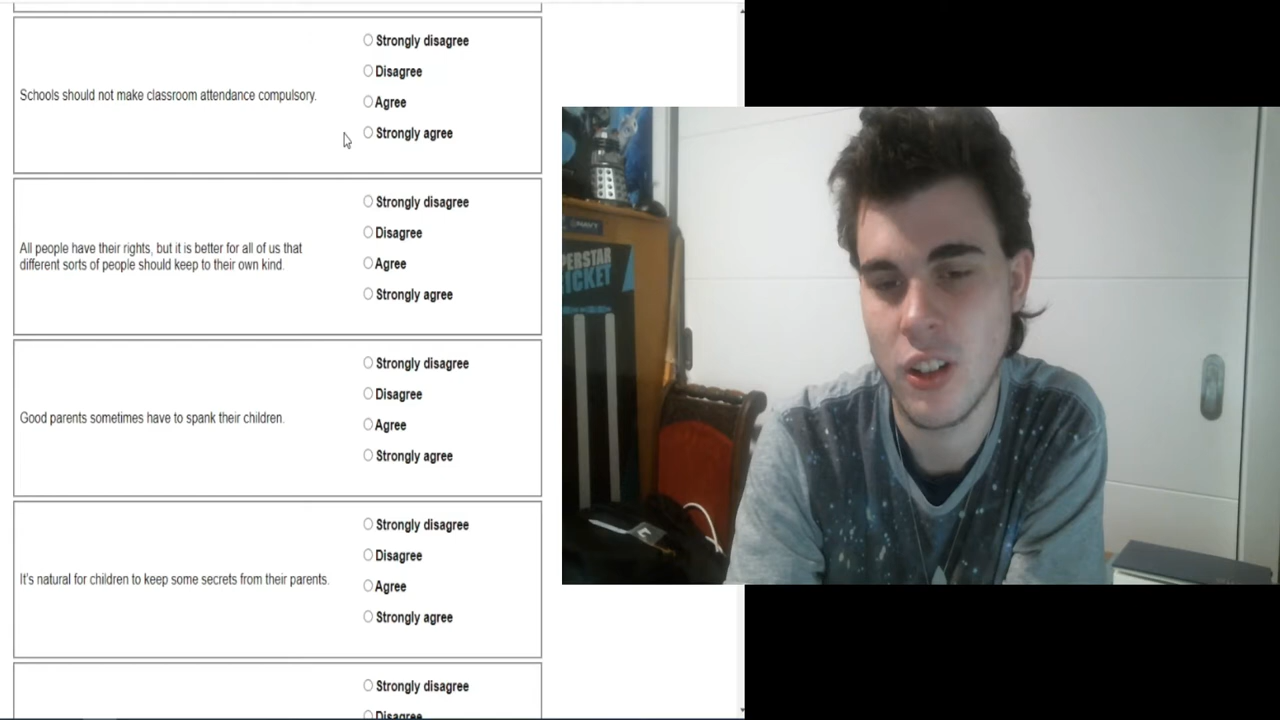 Strongly disagree
Disagree
Schools should not make classroom attendance compulsory.
Agree
Strongly agree
Strongly disagree
Disagree
All people have their rights, but it is better for all of us that
different sorts of people should keep to their own kind.
Agree
Strongly agree
Strongly disagree
Disagree
Good parents sometimes have to spank their children.
Agree
Strongly agree
Strongly disagree
Disagree
It's natural for children to keep some secrets from their parents.
Agree
Strongly agree
Strongly disagree
Disagree